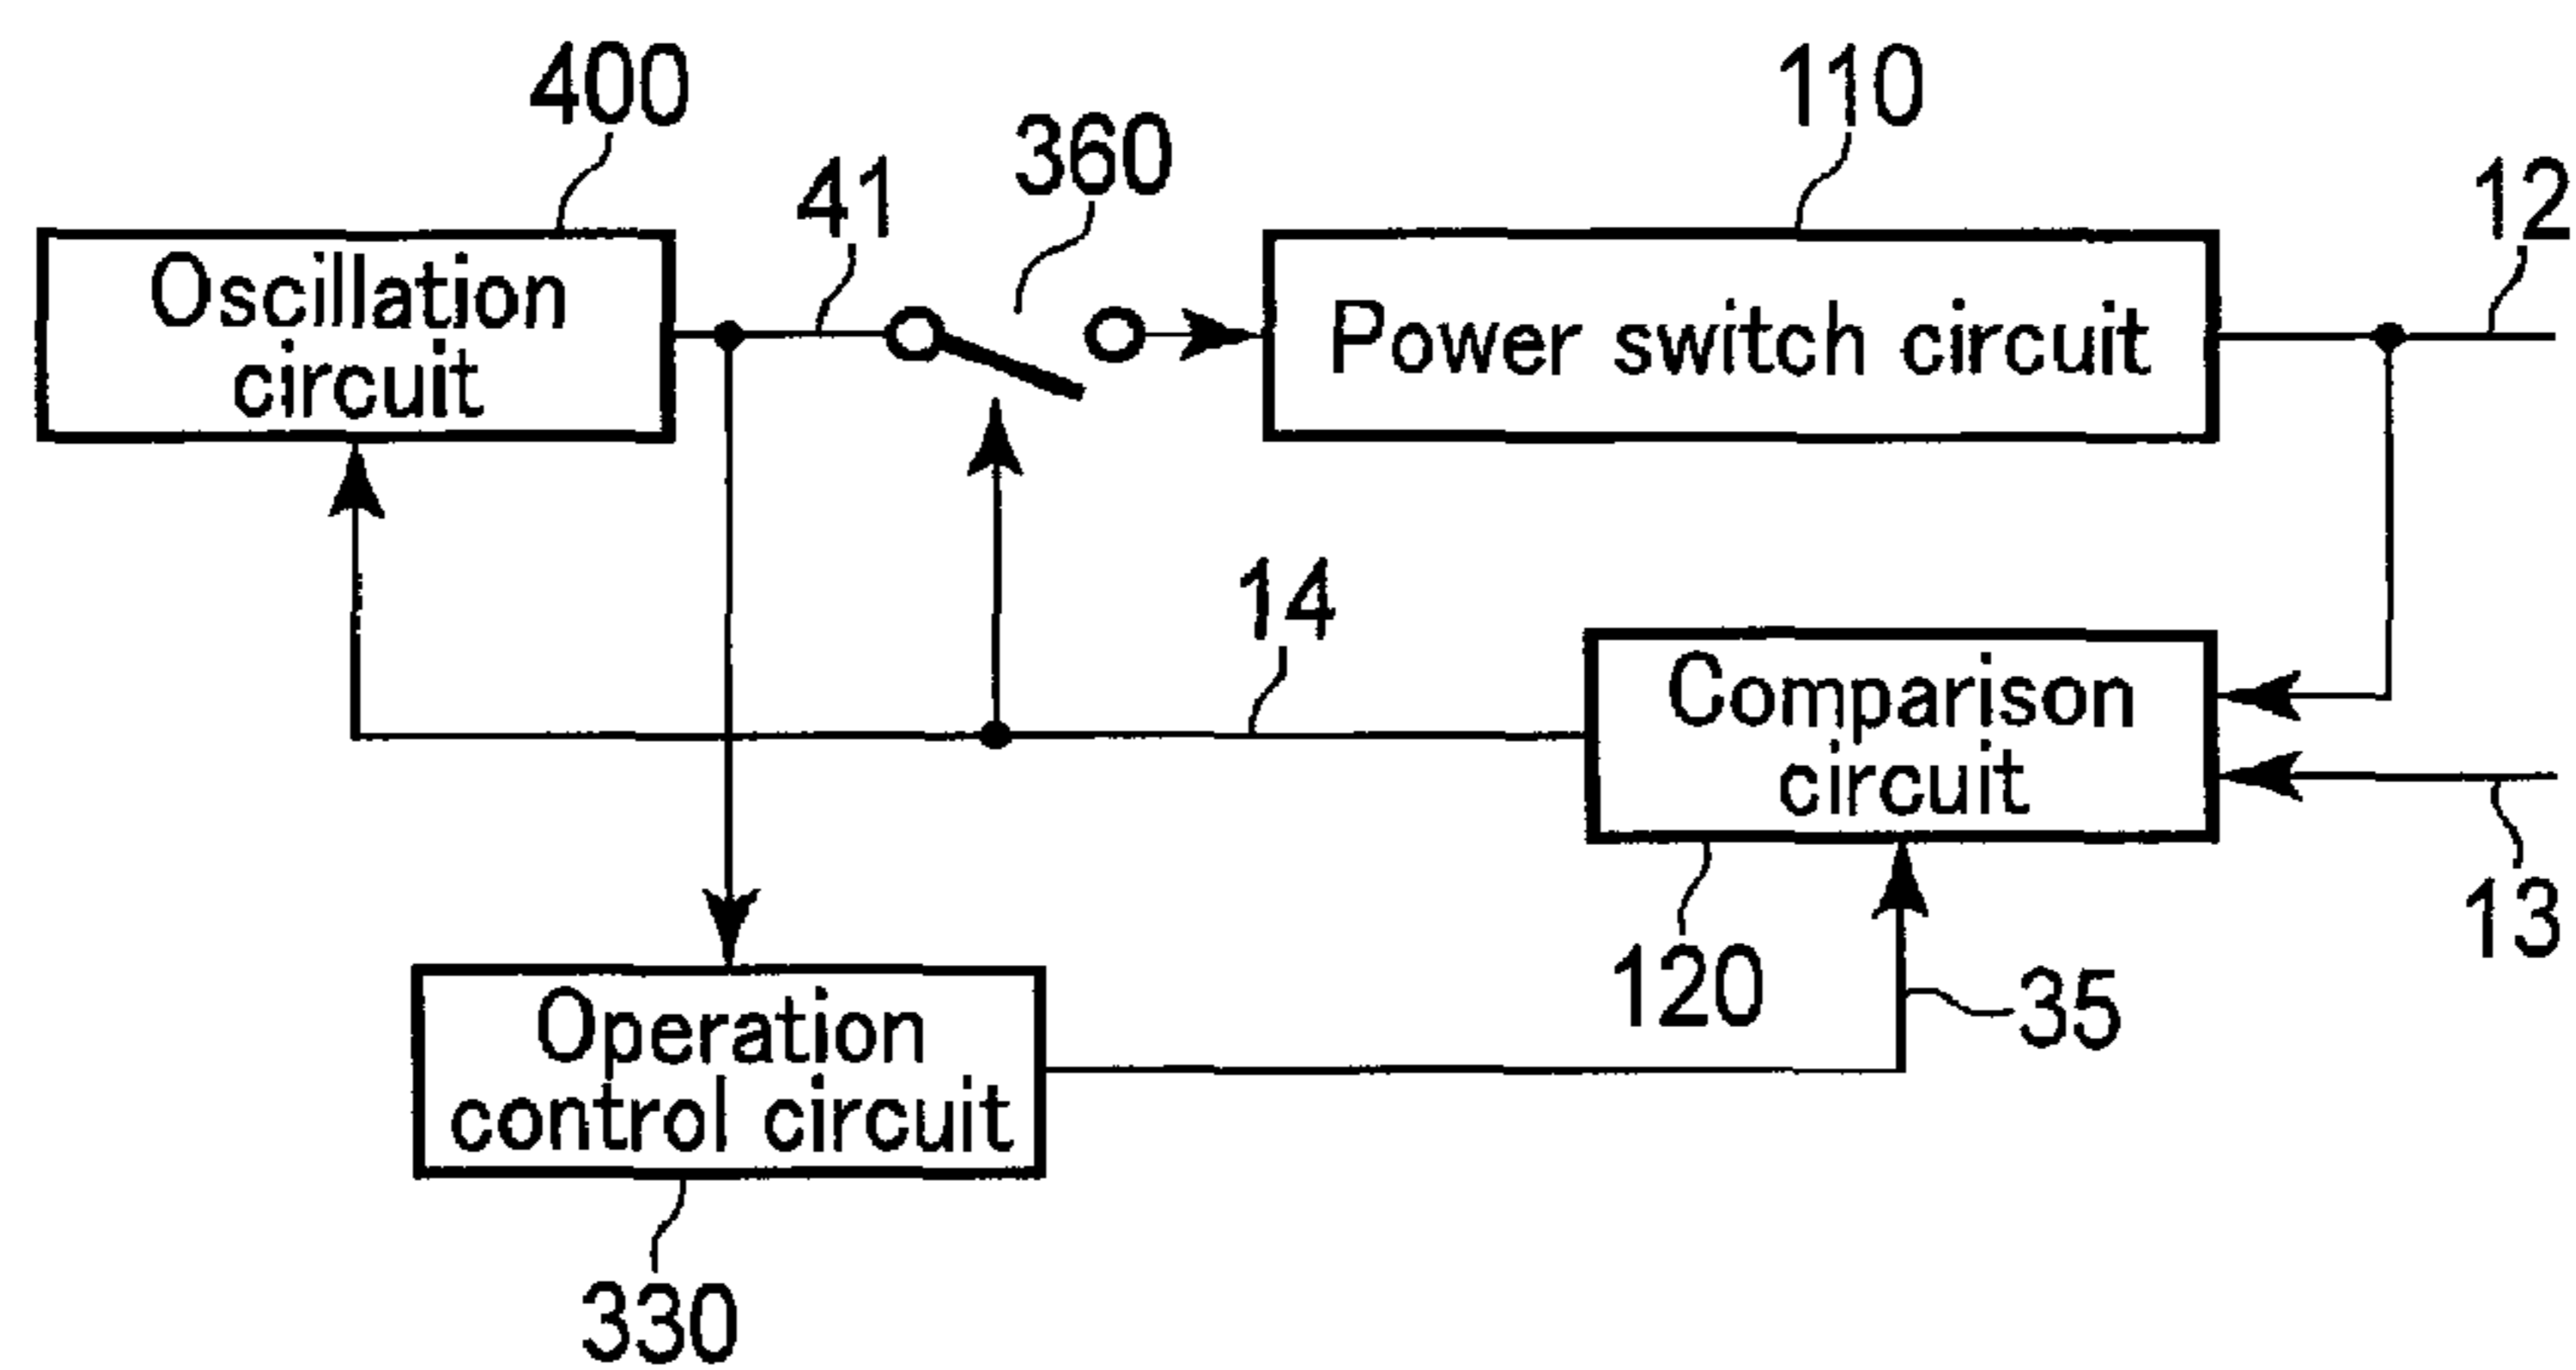 400
110
360
41
12
Oscillation
circuit
Power switch circuit
14
Comparison
circuit
13
120
35
Operation
control circuit
330